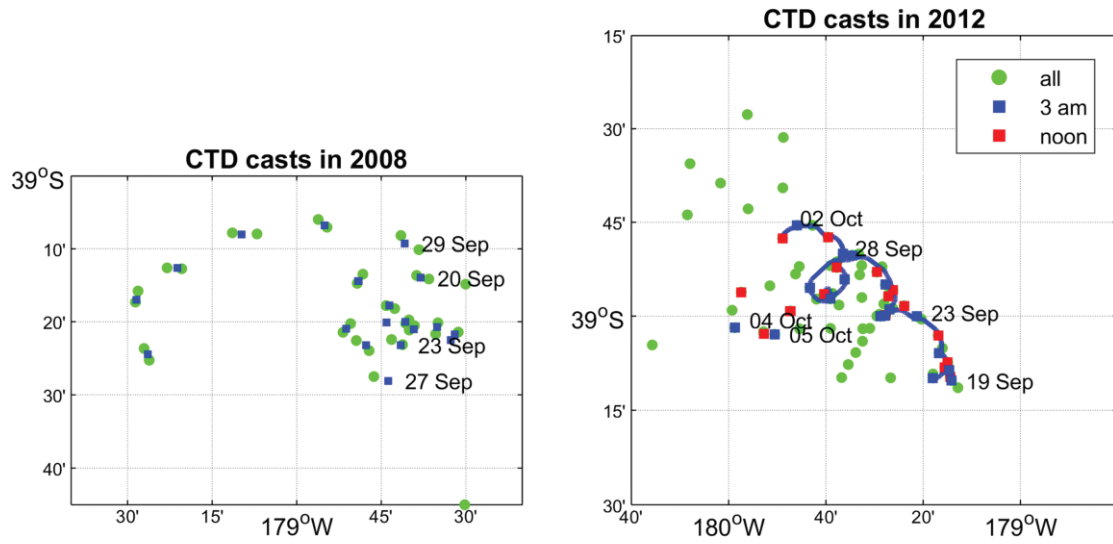 CTD casts in 2008
39°S
10'
20'
30'
40'
30'
15'
179°W
45'
30'
29 Sep
20 Sep
23 Sep
27 Sep
CTD casts in 2012
15'
30'
45'
39°S
15'
30'
40'
180°W
40'
20'
179°W
all
3 am
noon
02 Oct
28 Sep
04 Oct
05 Oct
23 Sep
19 Sep